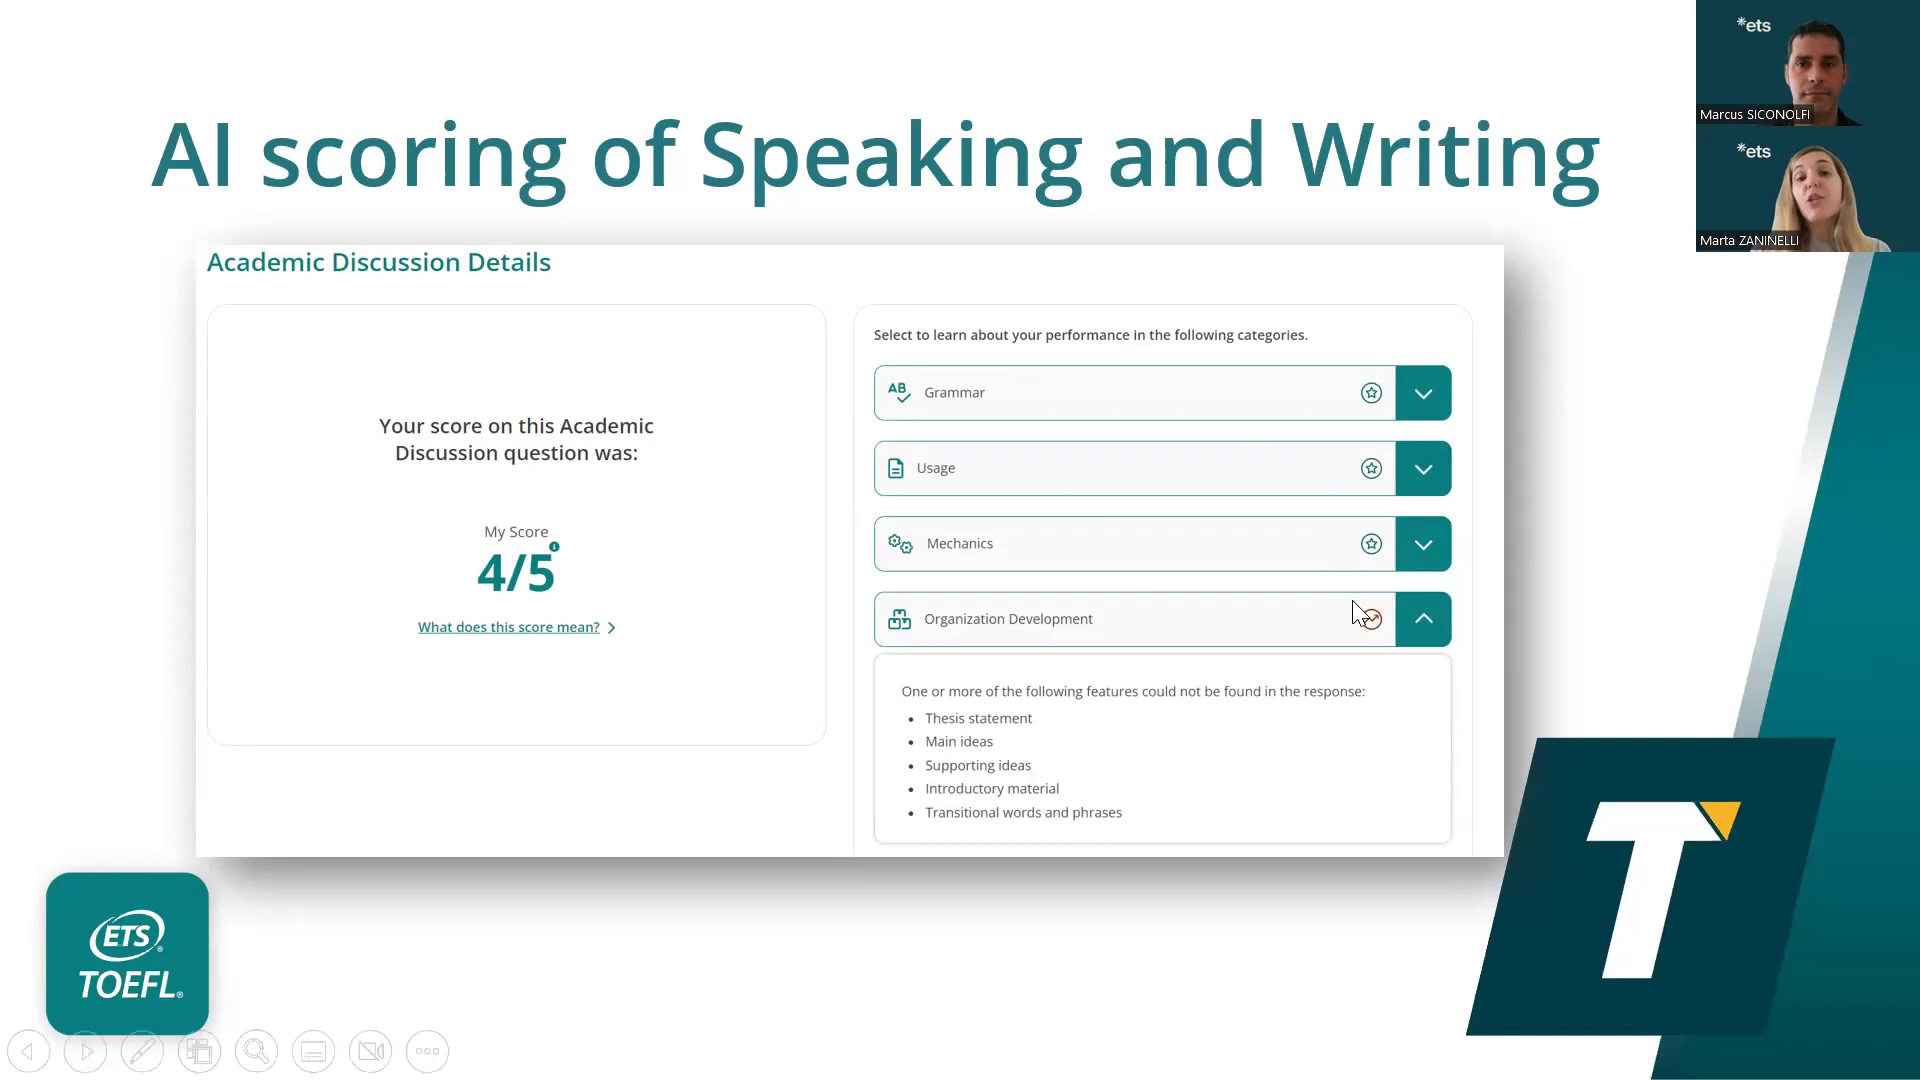 AI scoring of Speaking and Writing
*ets
Marcus SICONOLFI
*ets
Marta ZANINELLI
Academic Discussion Details
Your score on this Academic
Discussion question was:
My Score
4/5
What does this score mean?
Select to learn about your performance in the following categories.
AB Grammar
Usage
Mechanics
Organization Development
One or more of the following features could not be found in the response:
• Thesis statement
• Main ideas
• Supporting ideas
• Introductory material
• Transitional words and phrases
ETS®
TOEFL®
T